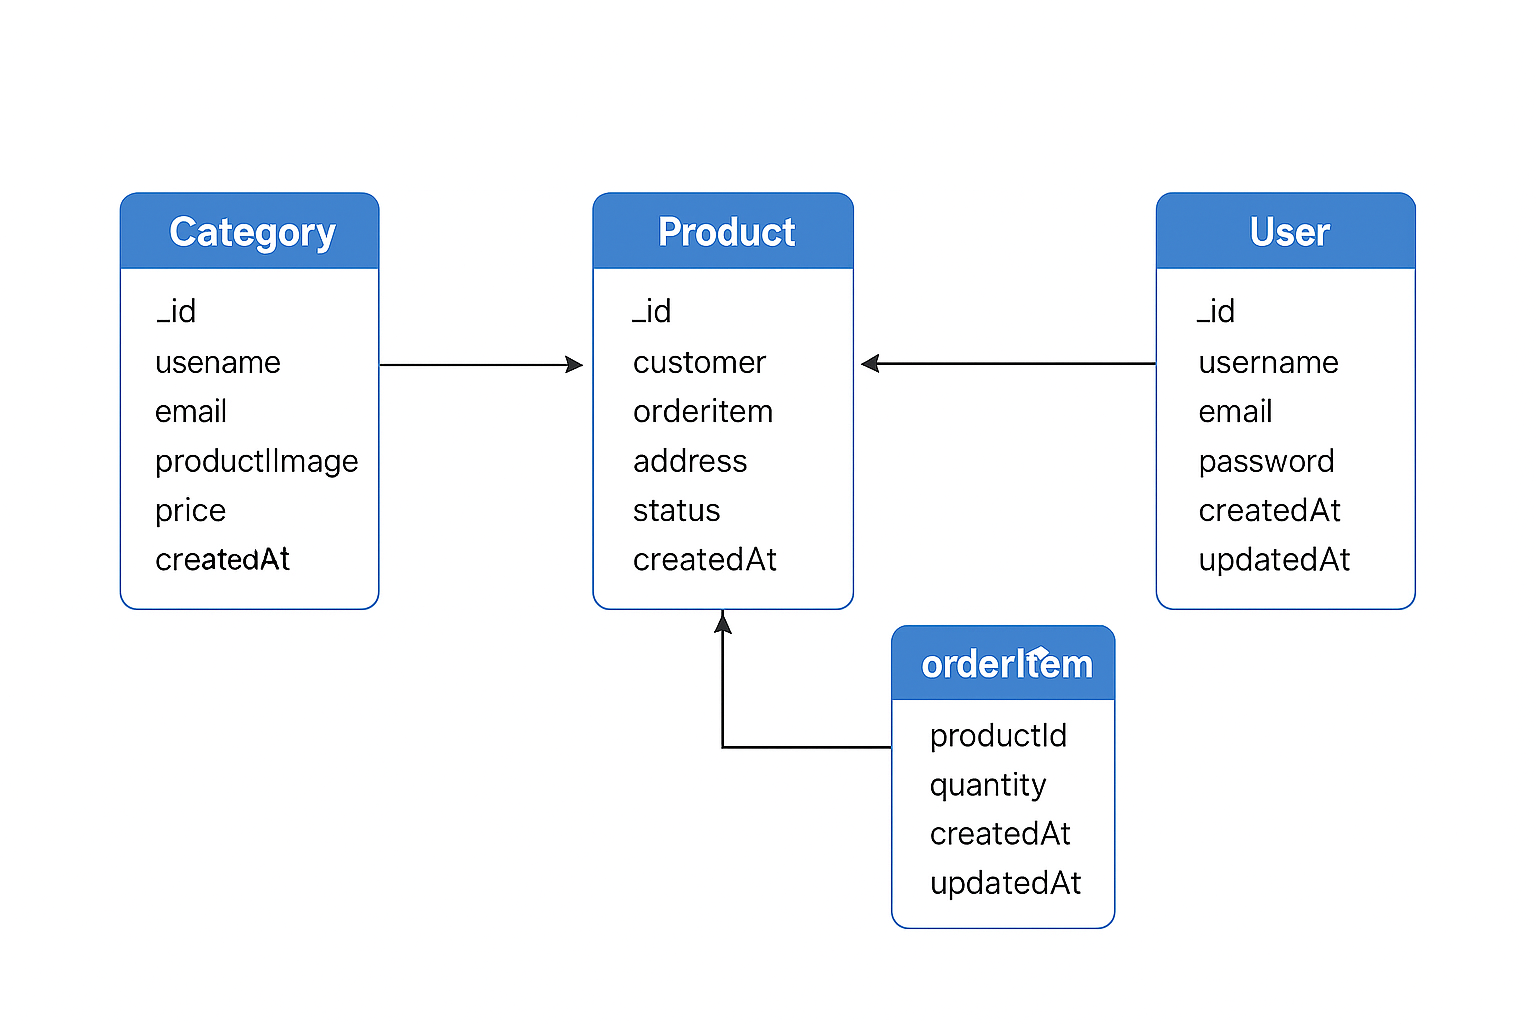 Category
_id
usename
email
productIImage
price
createdAt
Product
_id
customer
orderitem
address
status
createdAt
User
_id
username
email
password
createdAt
updatedAt
orderItem
productId
quantity
createdAt
updatedAt